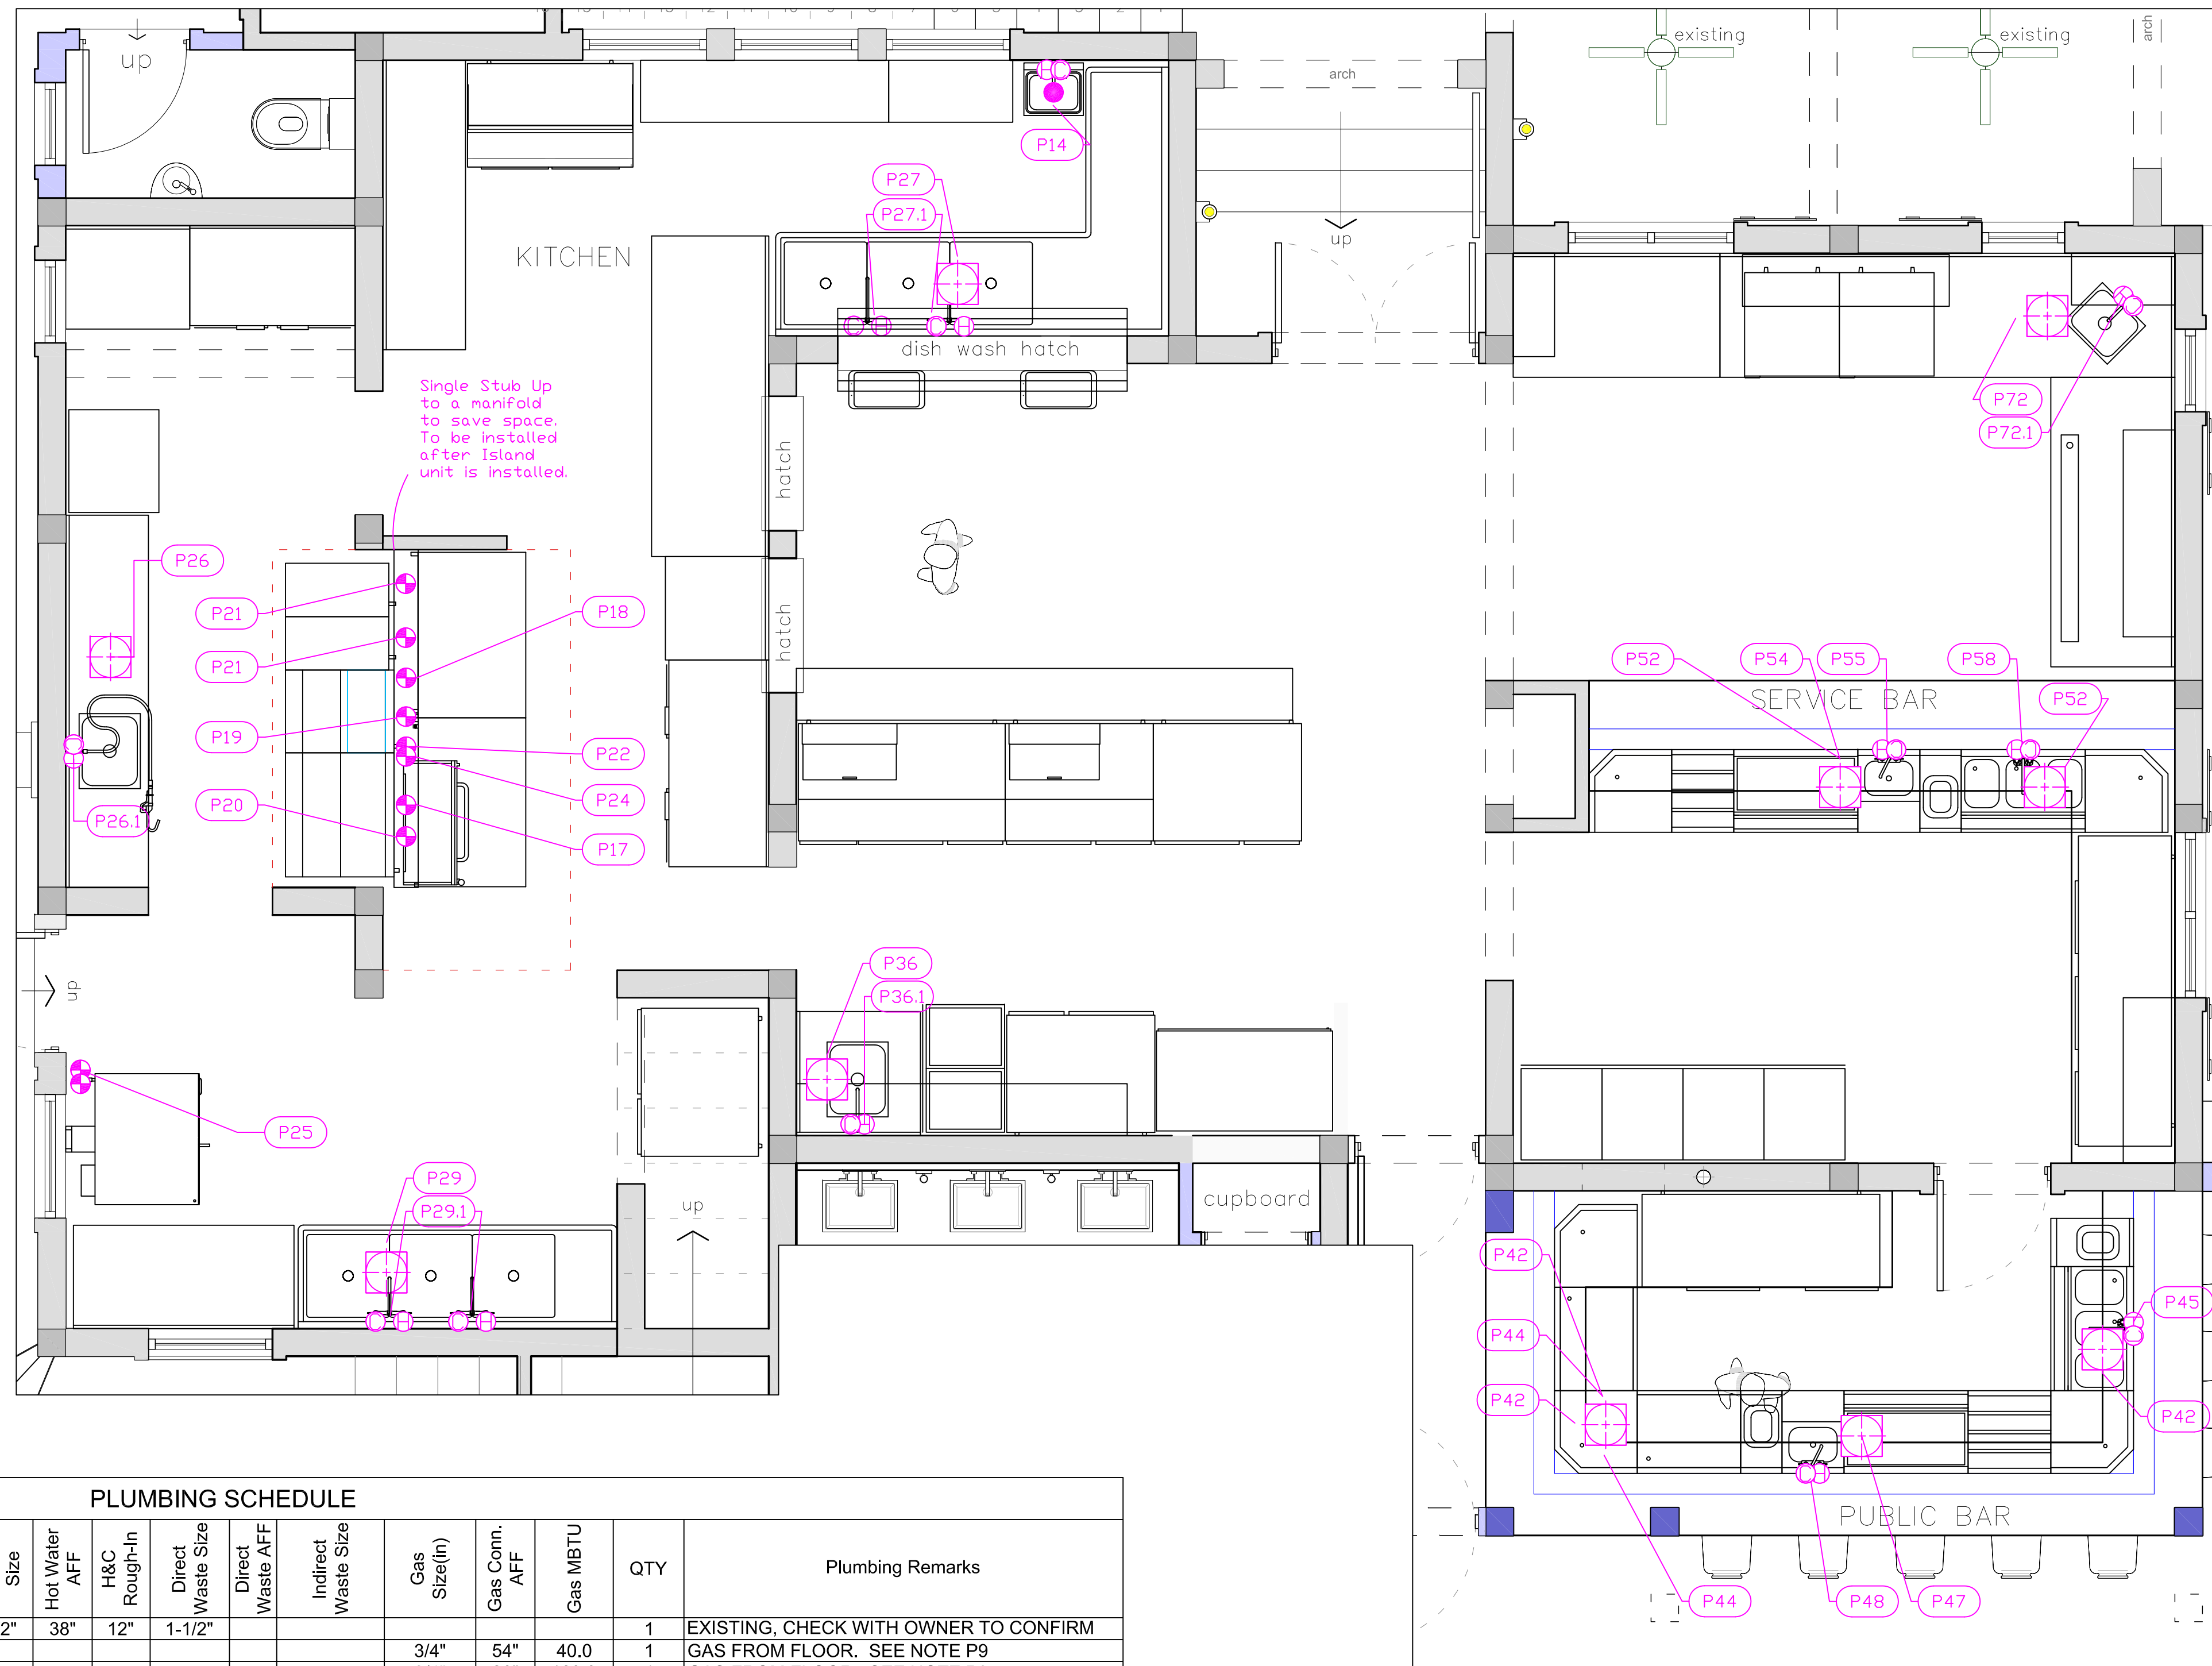 existing
existing
arch
arch
up
P14
P27
P27.1
KITCHEN
up
dish wash hatch
Single Stub Up
to a manifold
to save space.
To be installed
after Island
unit is installed.
P72
P72.1
hatch
hatch
P26
P21
P18
P21
P19
P22
P24
P20
P26.1
P17
P52
P54
P55
P58
SERVICE BAR
P52
P36
P36.1
up
P25
P29
P29.1
up
cupboard
P42
P44
P42
P45
P42
PUBLIC BAR
P44
P48
P47
C H
C H
C H
C H
PLUMBING SCHEDULE
Size
Hot Water AFF
H&C Rough-In
Direct Waste Size
Direct Waste AFF
Indirect Waste Size
Gas Size(in)
Gas Conn. AFF
Gas MBTU
QTY
Plumbing Remarks
2" 38" 12" 1-1/2" 1 EXISTING, CHECK WITH OWNER TO CONFIRM
3/4" 54" 40.0 1 GAS FROM FLOOR. SEE NOTE P9